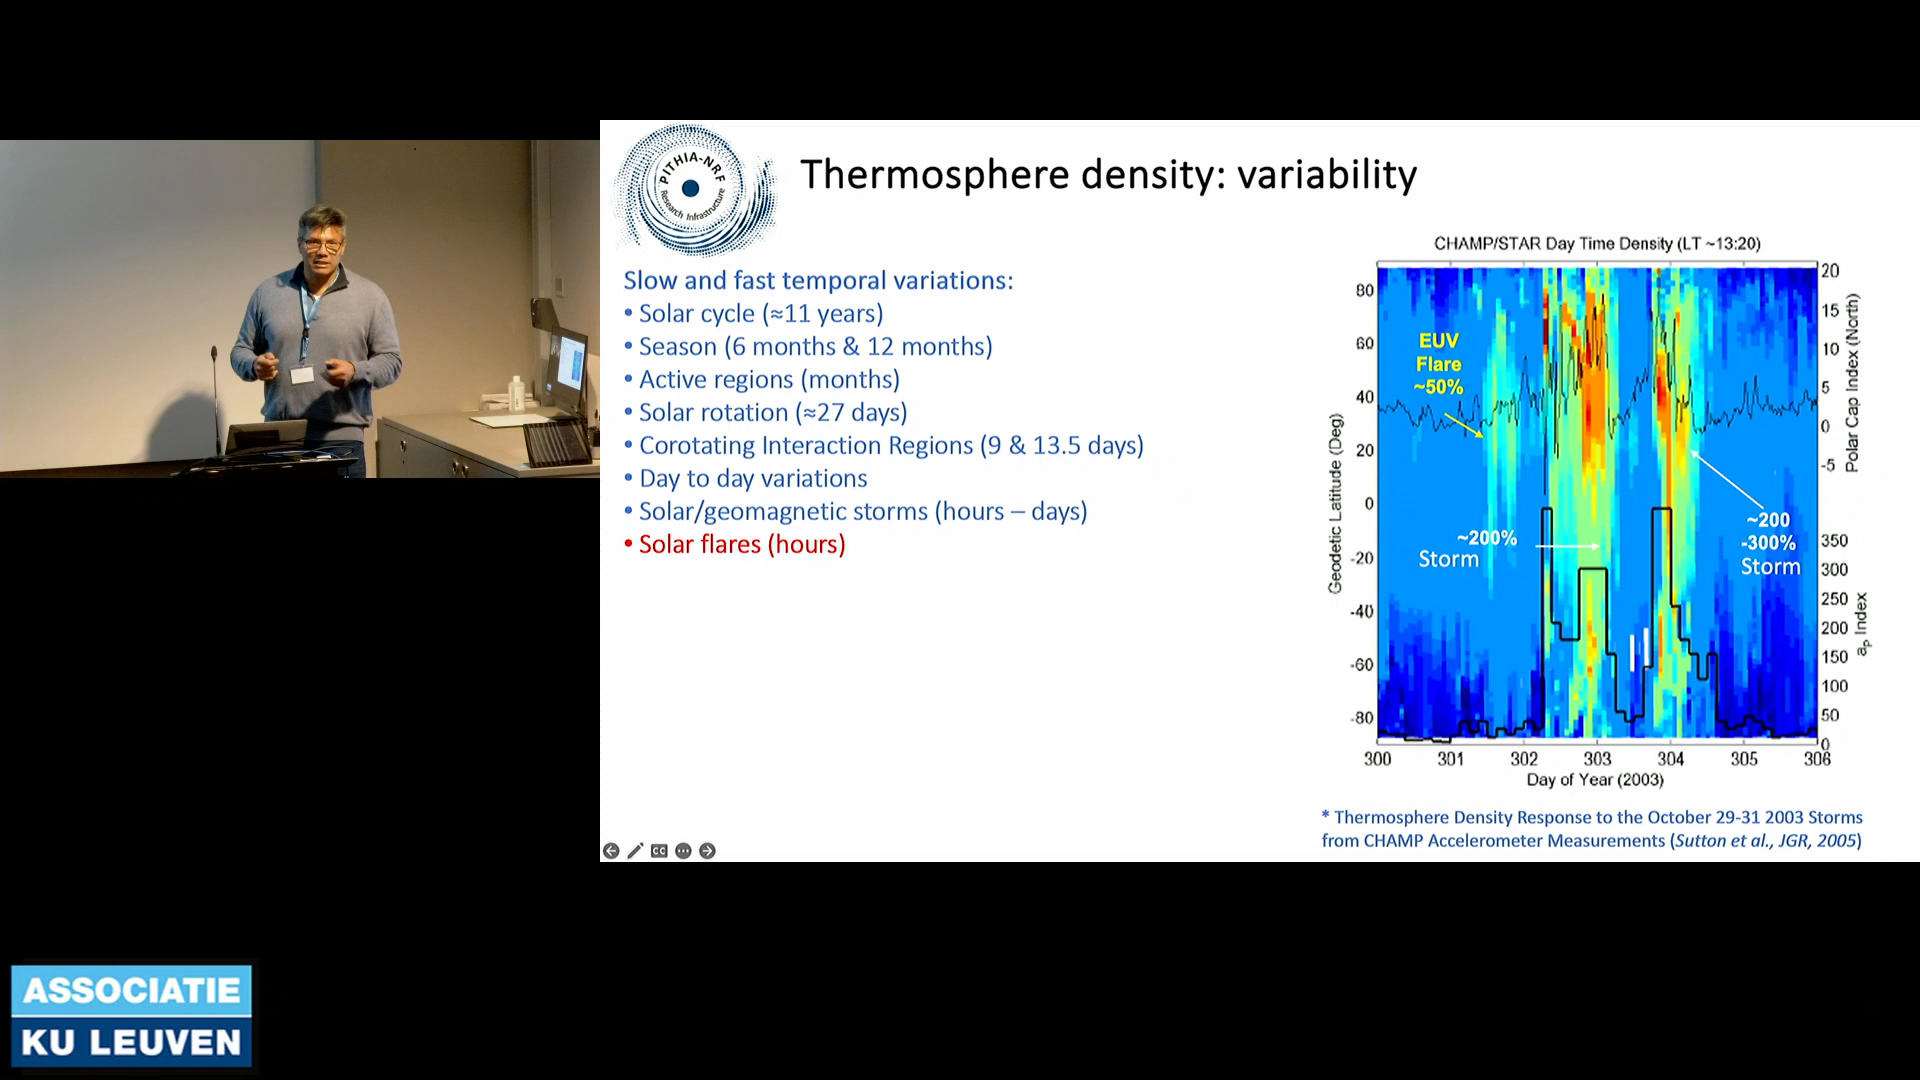 PITHIA-NRF
Research Infrastructure
Thermosphere density: variability
Slow and fast temporal variations:
• Solar cycle (≈11 years)
• Season (6 months & 12 months)
• Active regions (months)
• Solar rotation (≈27 days)
• Corotating Interaction Regions (9 & 13.5 days)
• Day to day variations
• Solar/geomagnetic storms (hours – days)
• Solar flares (hours)
CHAMP/STAR Day Time Density (LT ~13:20)
80
60
40
20
0
-20
-40
-60
-80
Geodetic Latitude (Deg)
EUV
Flare
~50%
~200%
Storm
~200
-300%
Storm
20
15
10
5
0
-5
Polar Cap Index (North)
350
300
250
200
150
100
50
0
ap Index
300 301 302 303 304 305 306
Day of Year (2003)
* Thermosphere Density Response to the October 29-31 2003 Storms
from CHAMP Accelerometer Measurements (Sutton et al., JGR, 2005)
CC
ASSOCIATIE
KU LEUVEN